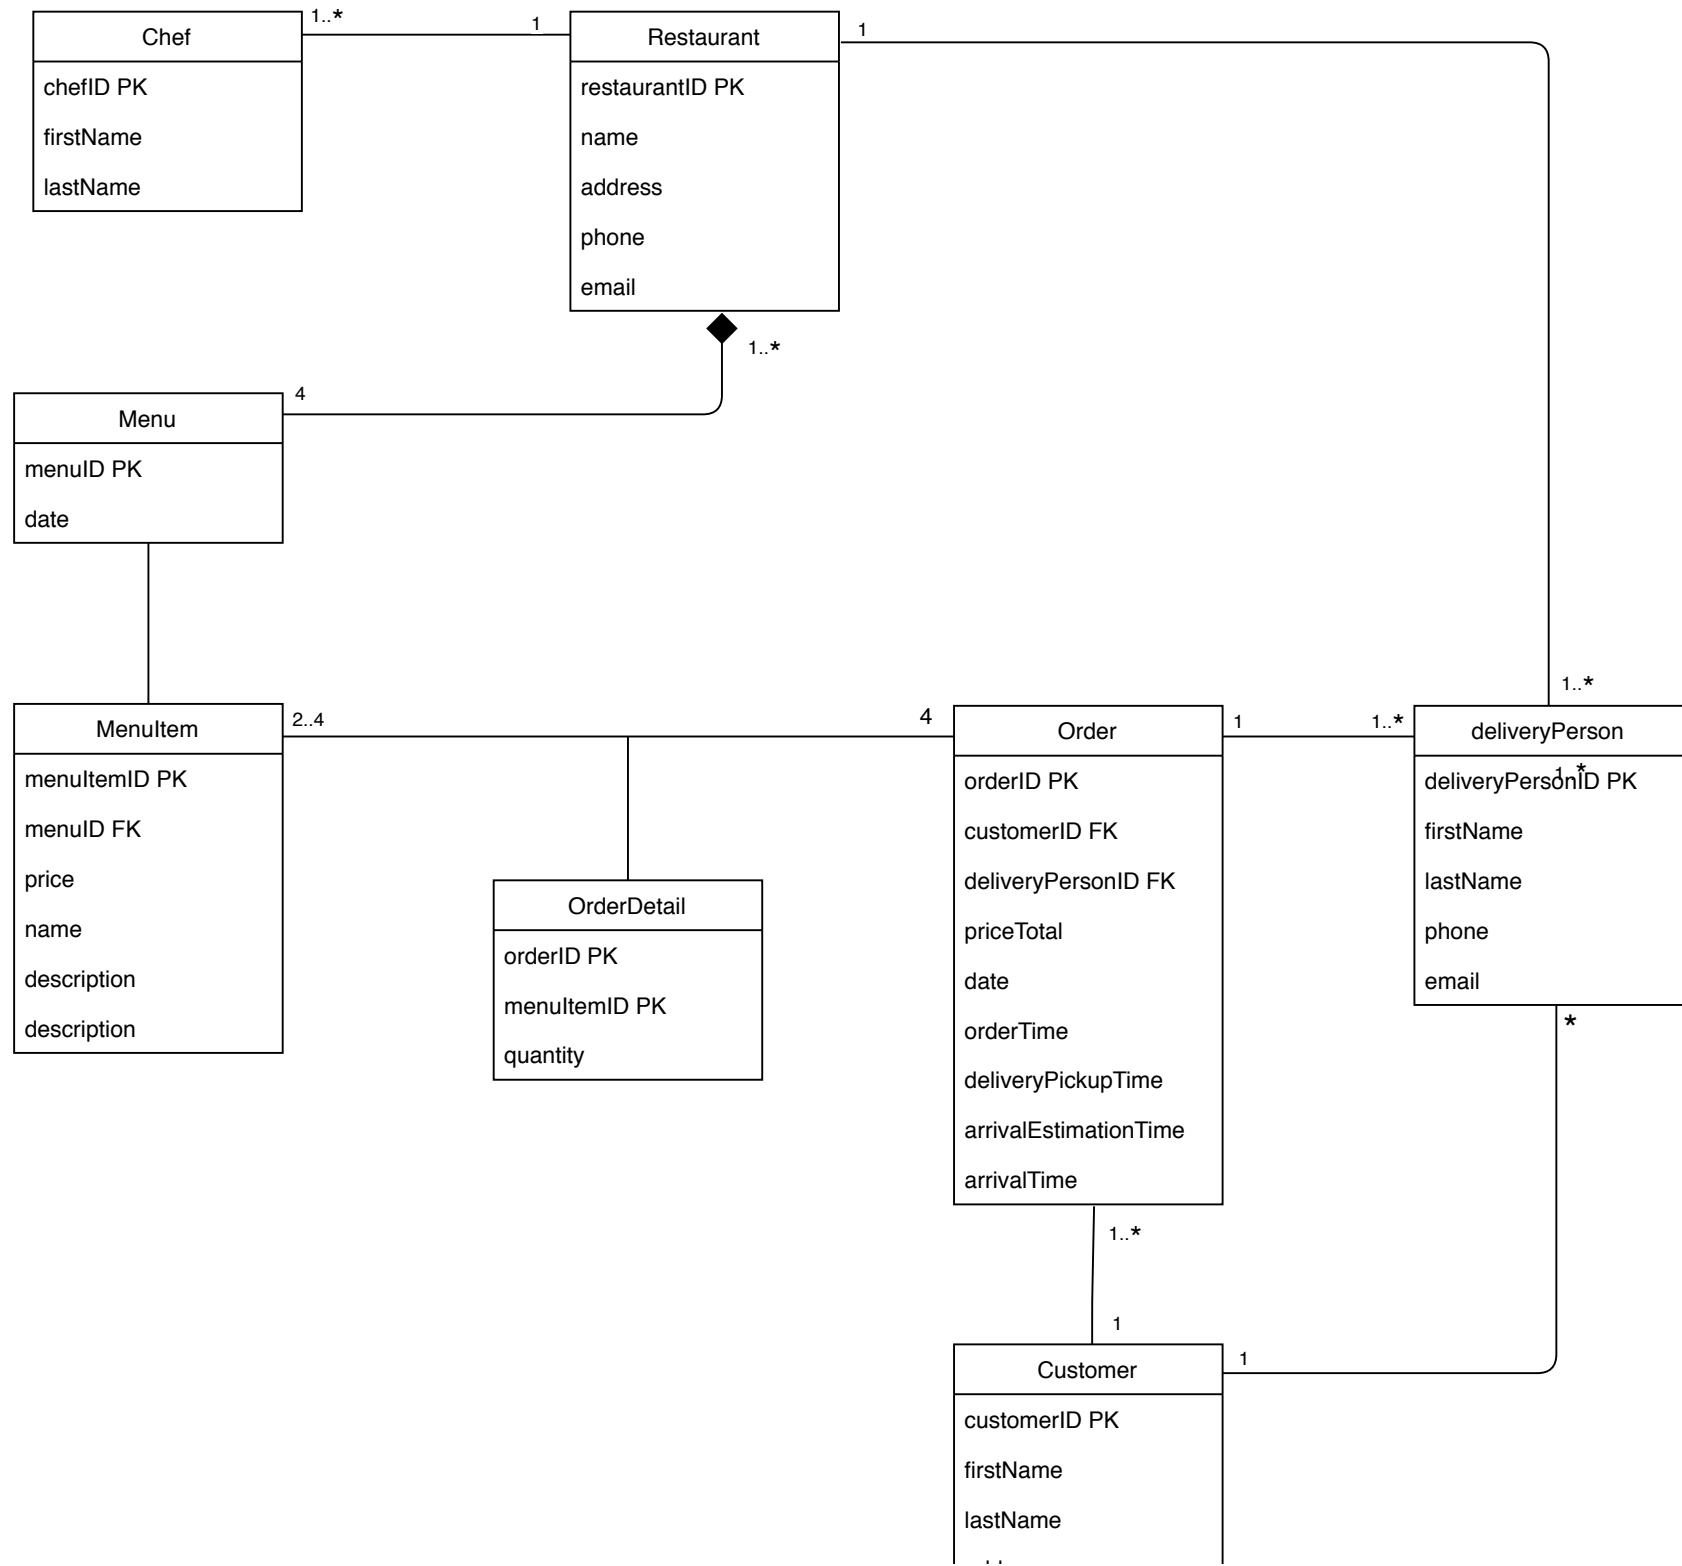 Chef
chefID PK
firstName
lastName
1..*
1
Restaurant
restaurantID PK
name
address
phone
email
1
1..*
4
Menu
menuID PK
date
MenuItem
menuItemID PK
menuID FK
price
name
description
description
2..4
4
OrderDetail
orderID PK
menuItemID PK
quantity
Order
orderID PK
customerID FK
deliveryPersonID FK
priceTotal
date
orderTime
deliveryPickupTime
arrivalEstimationTime
arrivalTime
1
1..*
1..*
deliveryPerson
1..*
deliveryPersonID PK
firstName
lastName
phone
email
*
1..*
1
1
Customer
customerID PK
firstName
lastName